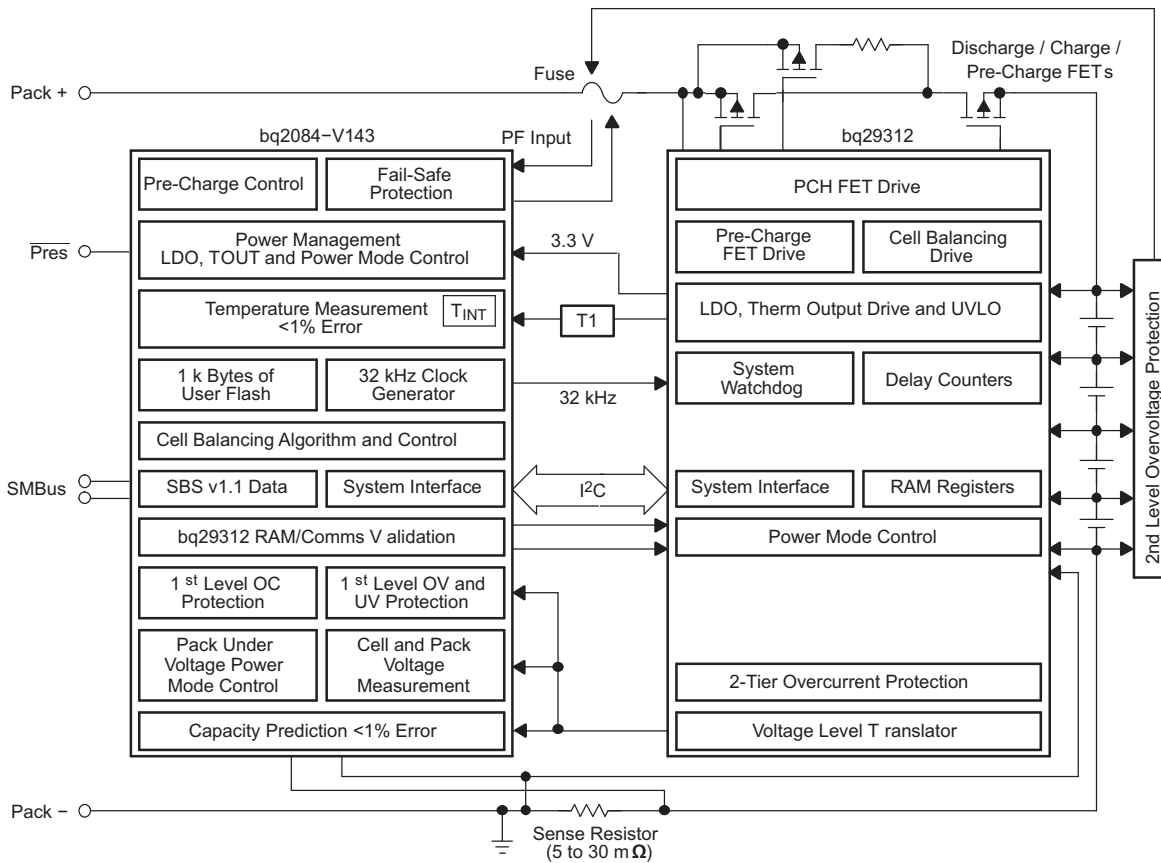 Discharge / Charge /
Pre-Charge FETs
Fuse
Pack +
bq2084−V143
PF Input
bq29312
Pre-Charge Control
Fail-Safe
Protection
PCH FET Drive
Pres
Power Management
LDO, TOUT and Power Mode Control
3.3 V
Pre-Charge
FET Drive
Cell Balancing
Drive
Temperature Measurement
<1% Error
TINT
T1
LDO, Therm Output Drive and UVLO
1 k Bytes of
User Flash
32 kHz Clock
Generator
32 kHz
System
Watchdog
Delay Counters
2nd Level Overvoltage Protection
Cell Balancing Algorithm and Control
SMBus
SBS v1.1 Data
System Interface
I2C
System Interface
RAM Registers
bq29312 RAM/Comms V alidation
Power Mode Control
1 st Level OC
Protection
1 st Level OV and
UV Protection
Pack Under
Voltage Power
Mode Control
Cell and Pack
Voltage
Measurement
2-Tier Overcurrent Protection
Capacity Prediction <1% Error
Voltage Level T ranslator
Pack −
Sense Resistor
(5 to 30 mΩ)